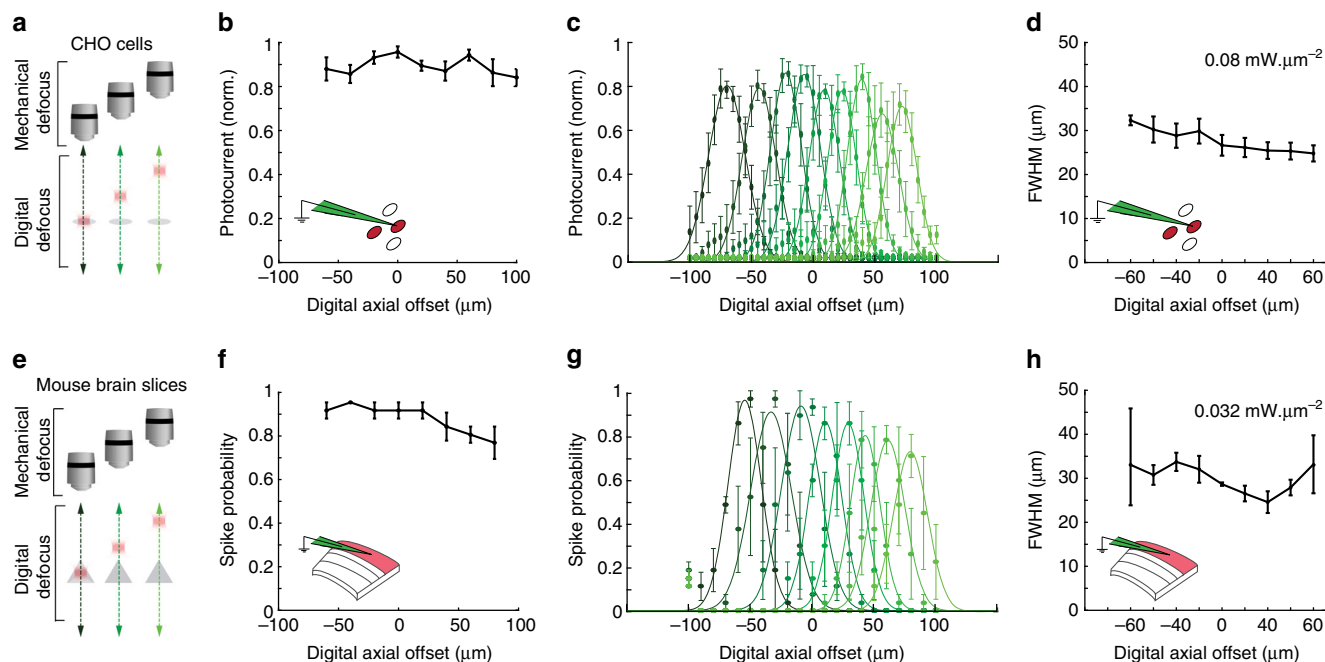 a
CHO cells
Mechanical
defocus
Digital
defocus
b
Photocurrent (norm.)
1
0.8
0.6
0.4
0.2
0
–100
–50
0
50
100
Digital axial offset (μm)
c
Photocurrent (norm.)
1
0.8
0.6
0.4
0.2
0
–100
–50
0
50
100
150
Digital axial offset (μm)
d
0.08 mW.μm⁻²
FWHM (μm)
50
40
30
20
10
0
–60
–40
–20
0
20
40
60
Digital axial offset (μm)
e
Mouse brain slices
Mechanical
defocus
Digital
defocus
f
Spike probability
1
0.8
0.6
0.4
0.2
0
–100
–50
0
50
100
Digital axial offset (μm)
g
Spike probability
1
0.8
0.6
0.4
0.2
0
–100
–50
0
50
100
150
Digital axial offset (μm)
h
0.032 mW.μm⁻²
FWHM (μm)
50
40
30
20
10
0
–60
–40
–20
0
20
40
60
Digital axial offset (μm)